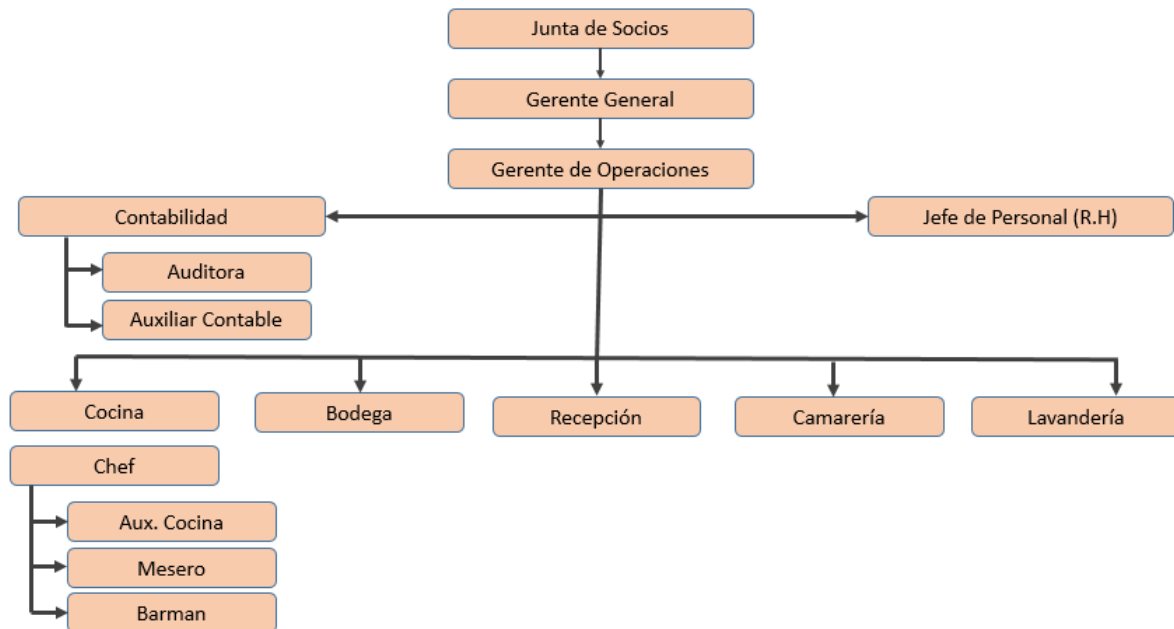 Junta de Socios
Gerente General
Gerente de Operaciones
Contabilidad
Jefe de Personal (R.H)
Auditora
Auxiliar Contable
Cocina
Bodega
Recepción
Camarería
Lavandería
Chef
Aux. Cocina
Mesero
Barman